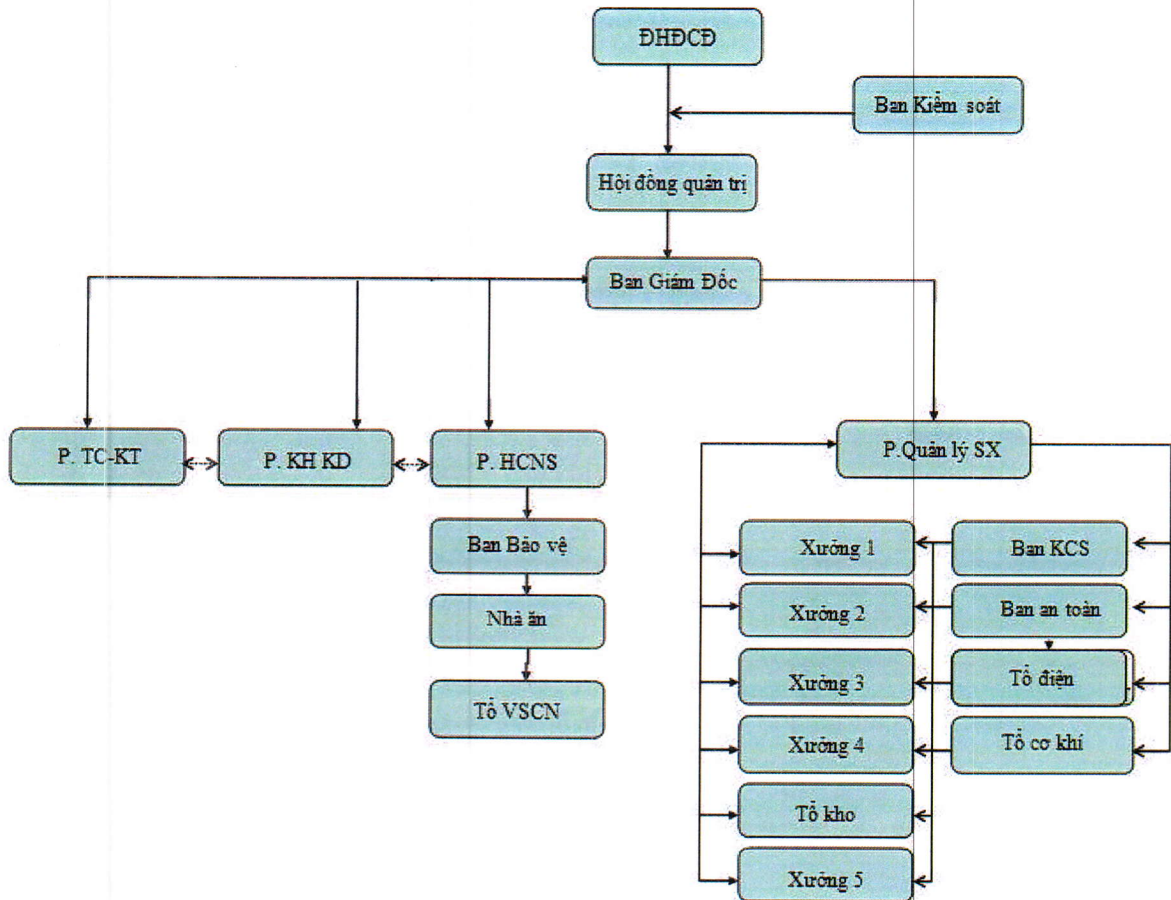 ĐHĐCĐ
Ban Kiểm soát
Hội đồng quản trị
Ban Giám Đốc
P. TC-KT
P. KH KD
P. HCNS
P.Quản lý SX
Ban Bảo vệ
Nhà ăn
Tổ VSCN
Xưởng 1
Ban KCS
Xưởng 2
Ban an toàn
Xưởng 3
Tổ điện
Xưởng 4
Tổ cơ khí
Tổ kho
Xưởng 5